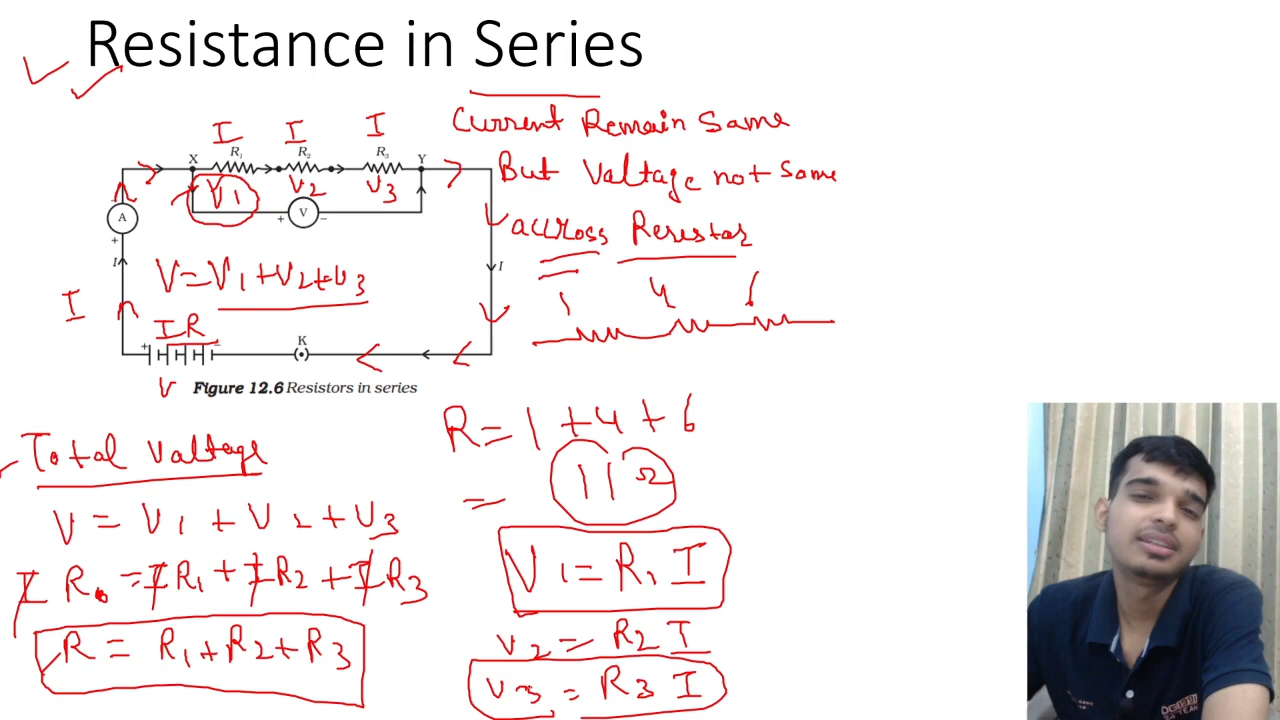 Resistance in Series
Current Remain Same
But Valtage not Same
accross Resistor
I I I
X R₁ R₂ R₃ Y
V1 V2 V3
+ V −
A
+
I
I
V=V1+V2+V3
I
IR
+ −
K
V
Figure 12.6 Resistors in series
1 4 6
R=1+4+6
= 11Ω
Total Valtage
V = V1 + V2 + V3
I R = IR1 + IR2 + IR3
R = R1+R2+R3
V1=R1 I
V2=R2 I
V3=R3 I